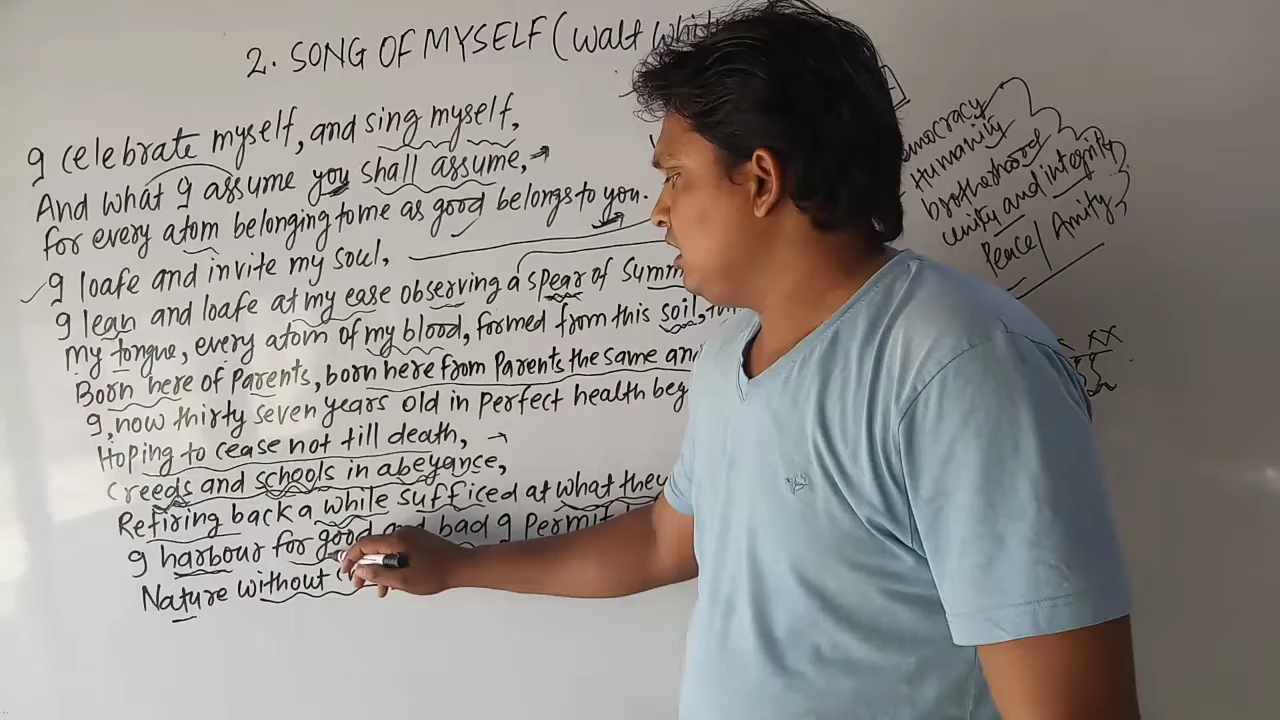 2. SONG OF MYSELF (Walt Whit
I celebrate myself, and sing myself,
And what I assume you shall assume,
for every atom belonging to me as good belongs to you.
I loafe and invite my soul,
I lean and loafe at my ease observing a spear of Summ
My tongue, every atom of my blood, formed from this soil,
Born here of Parents, born here from Parents the same an
I, now thirty seven years old in perfect health beg
Hoping to cease not till death,
Creeds and schools in abeyance,
Retiring back a while sufficed at what they
I harbour for good and bad I permit
Nature without
emocracy
Humanity
brotherhood
unity and integrity
Peace/ Amity
XX